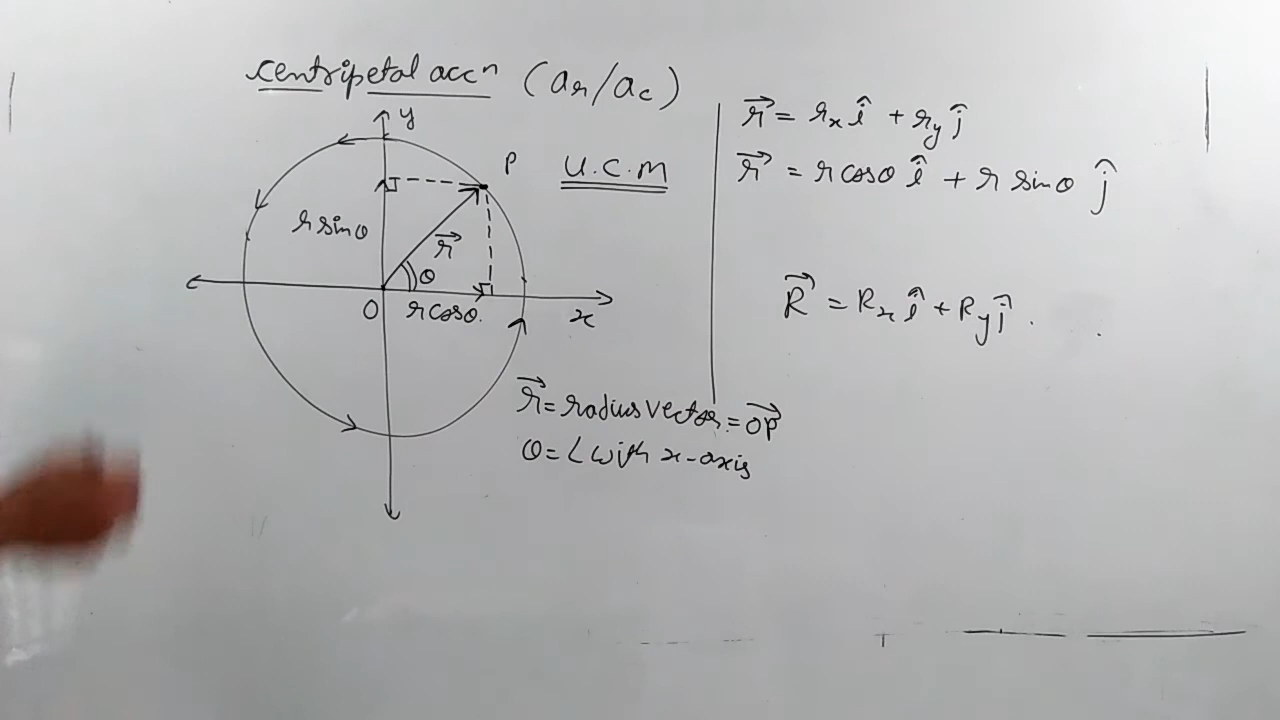 centripetal accⁿ (ar/ac)
y
P
U.C.M
r sinθ
r⃗
θ
O
r cosθ.
x
r⃗ = radius vector = OP⃗
θ = ∠ with x-axis
r⃗ = rx î + ry ĵ
r⃗ = r cosθ î + r sinθ ĵ
R⃗ = Rx î + Ry ĵ .